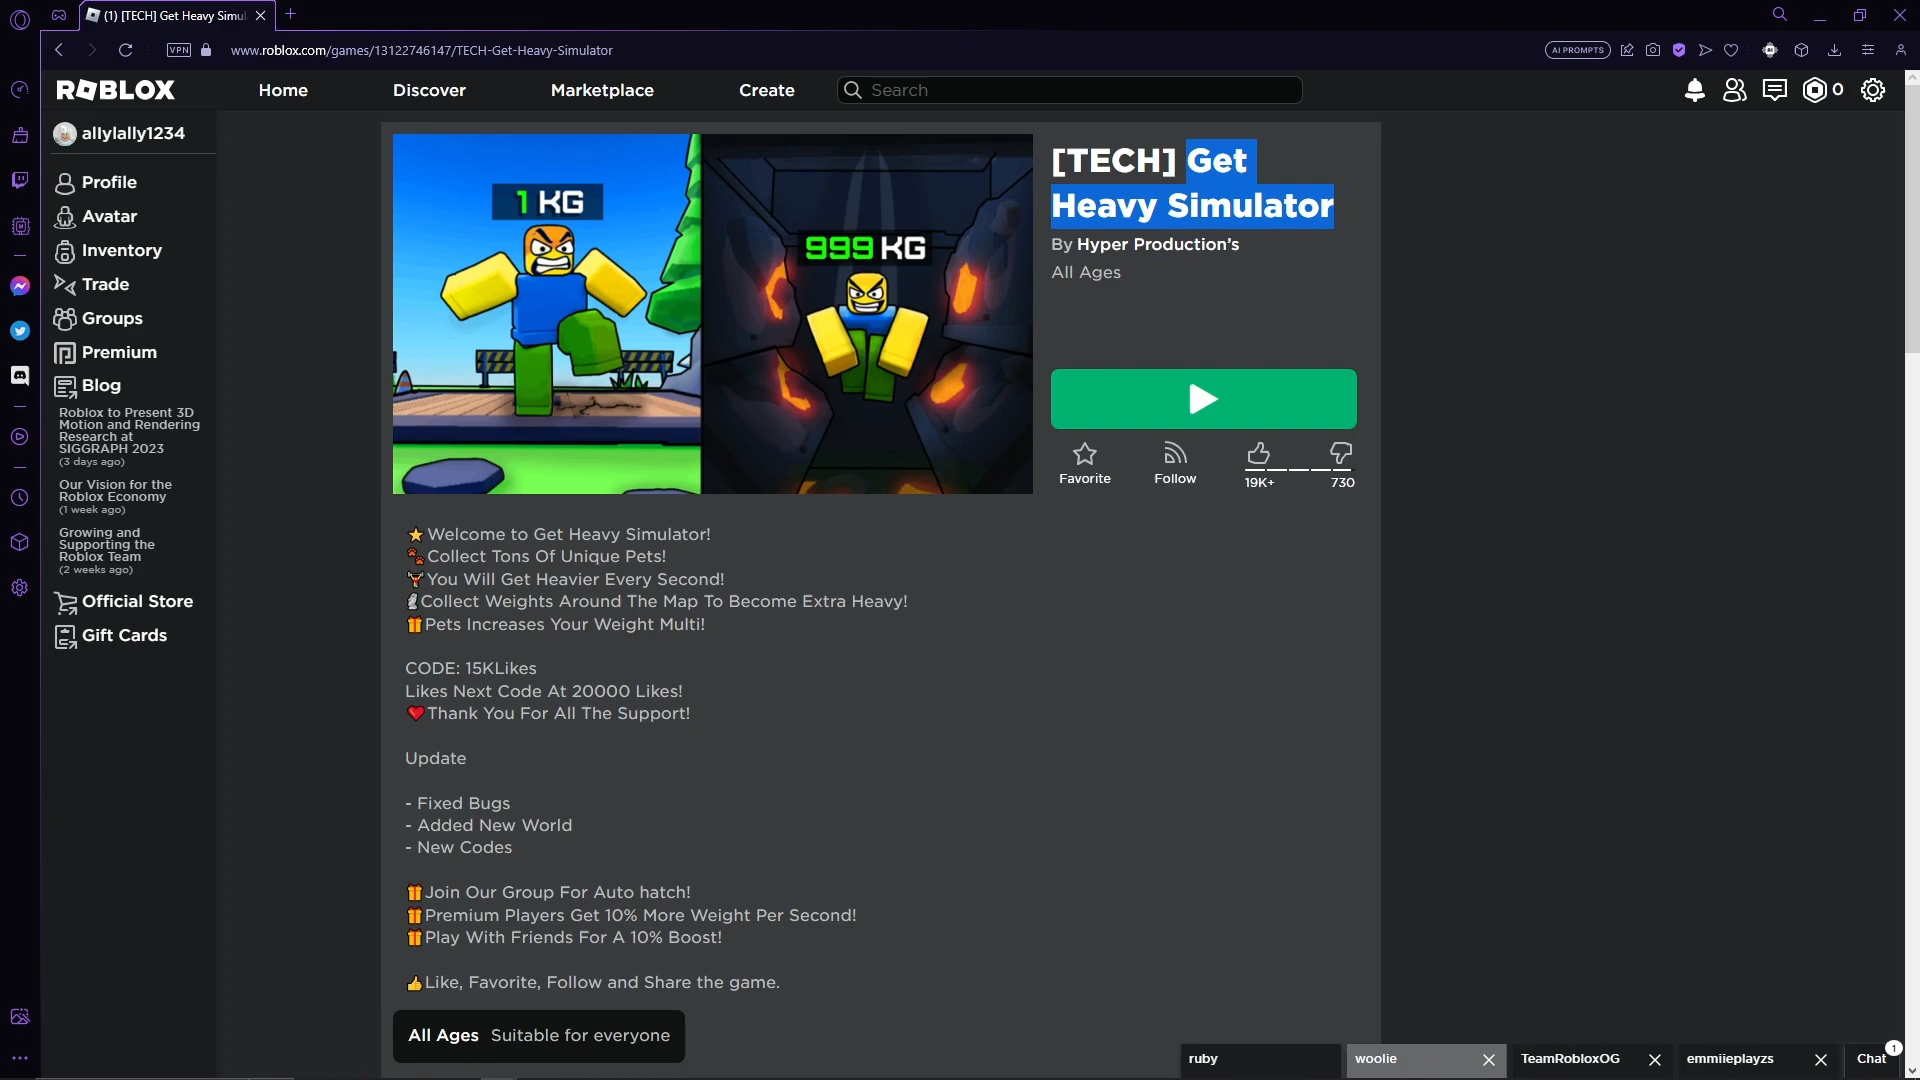 (1) [TECH] Get Heavy Simul
VPN
www.roblox.com/games/13122746147/TECH-Get-Heavy-Simulator
AI PROMPTS
ROBLOX
Home
Discover
Marketplace
Create
Search
0
allylally1234
Profile
Avatar
Inventory
Trade
Groups
Premium
Blog
Roblox to Present 3D
Motion and Rendering
Research at
SIGGRAPH 2023
(3 days ago)
Our Vision for the
Roblox Economy
(1 week ago)
Growing and
Supporting the
Roblox Team
(2 weeks ago)
Official Store
Gift Cards
1 KG
999 KG
[TECH] Get
Heavy Simulator
By Hyper Production's
All Ages
Favorite
Follow
19K+
730
Welcome to Get Heavy Simulator!
Collect Tons Of Unique Pets!
You Will Get Heavier Every Second!
Collect Weights Around The Map To Become Extra Heavy!
Pets Increases Your Weight Multi!
CODE: 15KLikes
Likes Next Code At 20000 Likes!
Thank You For All The Support!
Update
- Fixed Bugs
- Added New World
- New Codes
Join Our Group For Auto hatch!
Premium Players Get 10% More Weight Per Second!
Play With Friends For A 10% Boost!
Like, Favorite, Follow and Share the game.
All Ages Suitable for everyone
ruby
woolie
TeamRobloxOG
emmiieplayzs
Chat
1